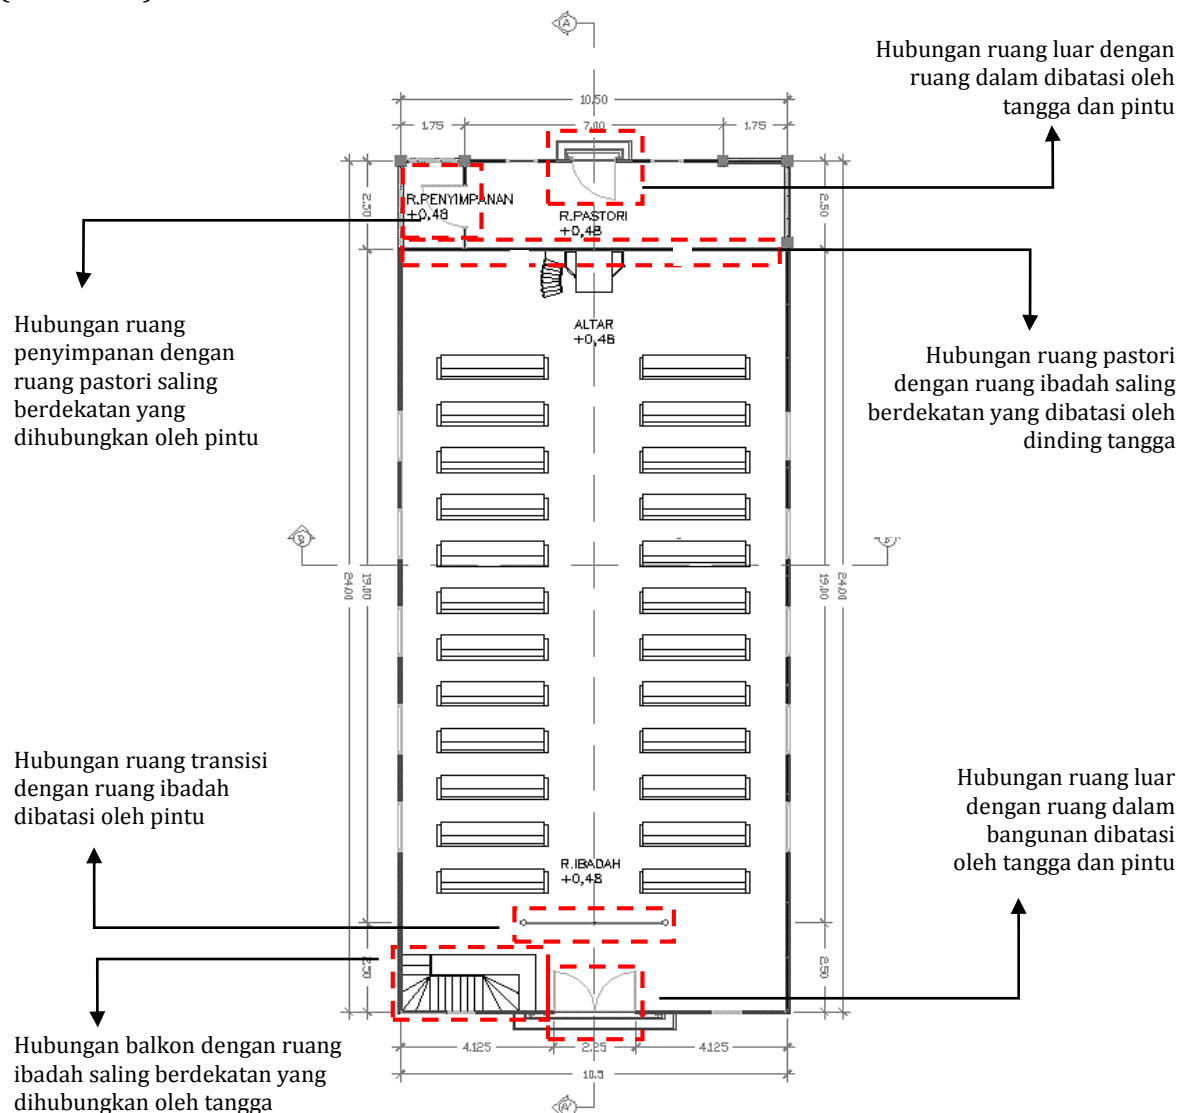 A
Hubungan ruang luar dengan
ruang dalam dibatasi oleh
tangga dan pintu
10.50
1.75
7.00
1.75
R.PENYIMPANAN
+0,48
R.PASTORI
+0,48
2.50
2.50
ALTAR
+0,48
Hubungan ruang
penyimpanan dengan
ruang pastori saling
berdekatan yang
dihubungkan oleh pintu
Hubungan ruang pastori
dengan ruang ibadah saling
berdekatan yang dibatasi oleh
dinding tangga
24.00
19.00
19.00
24.00
Hubungan ruang transisi
dengan ruang ibadah
dibatasi oleh pintu
Hubungan ruang luar
dengan ruang dalam
bangunan dibatasi
oleh tangga dan pintu
R.IBADAH
+0,48
2.50
2.50
Hubungan balkon dengan ruang
ibadah saling berdekatan yang
dihubungkan oleh tangga
4.125
2.25
4.125
10.5
A'